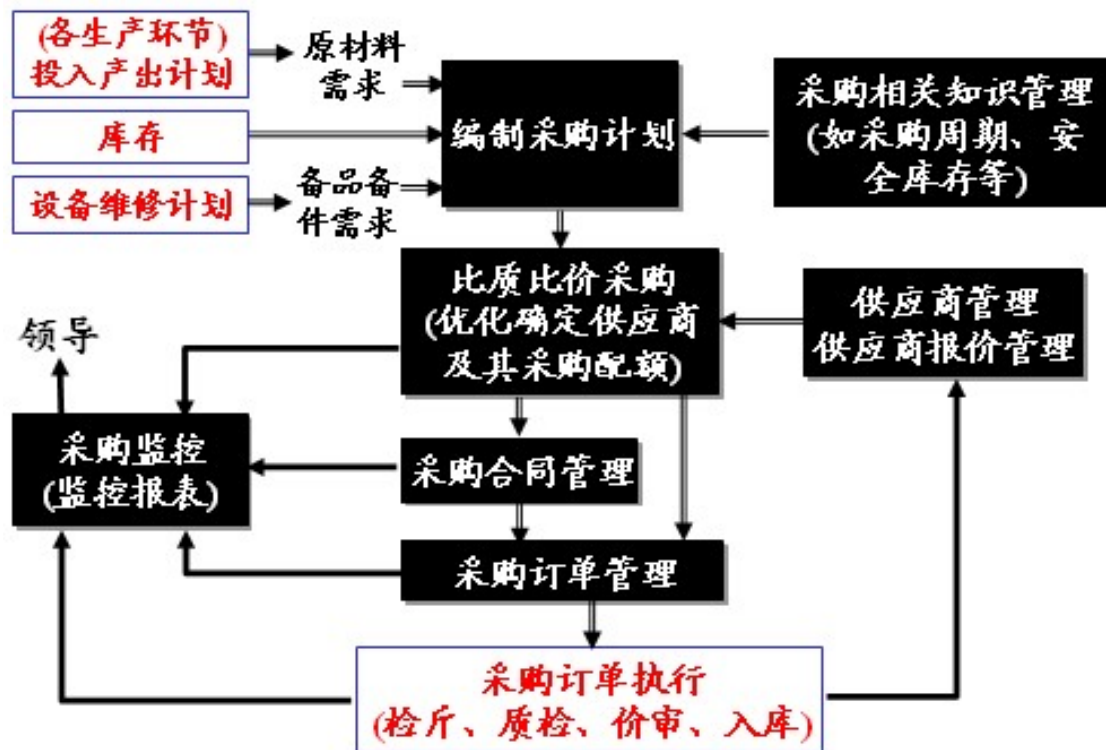 (各生产环节)
投入产出计划
原材料
需求
库存
设备维修计划
备品备
件需求
编制采购计划
采购相关知识管理
(如采购周期、安
全库存等)
比质比价采购
(优化确定供应商
及其采购配额)
供应商管理
供应商报价管理
领导
采购监控
(监控报表)
采购合同管理
采购订单管理
采购订单执行
(检斤、质检、价审、入库)